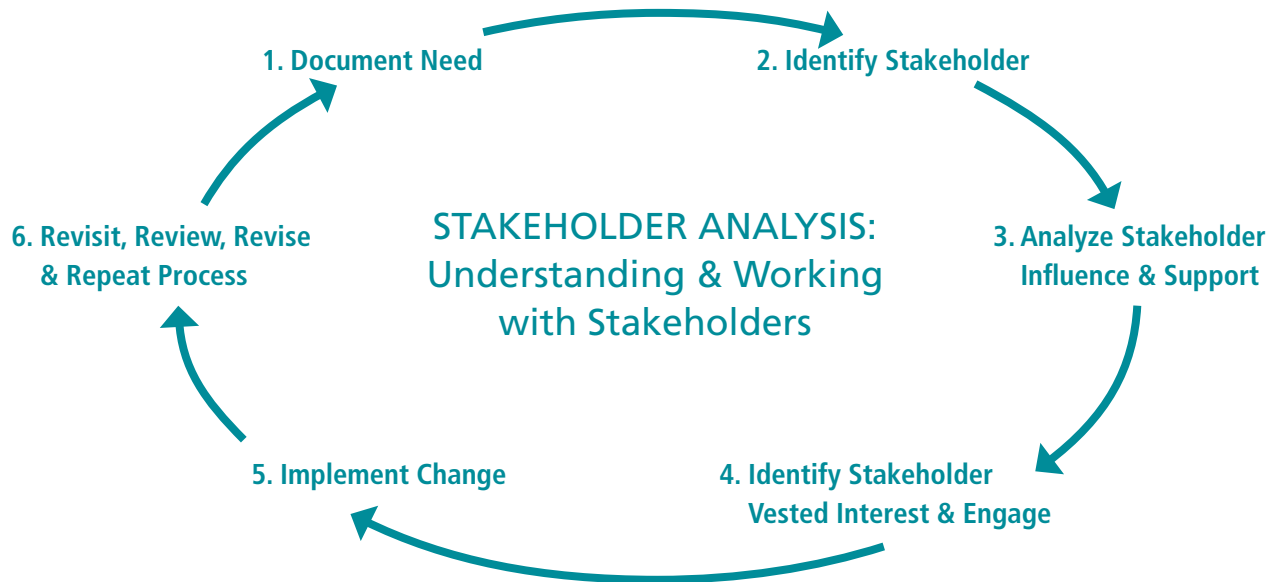 1. Document Need
2. Identify Stakeholder
3. Analyze Stakeholder
Influence & Support
4. Identify Stakeholder
Vested Interest & Engage
5. Implement Change
6. Revisit, Review, Revise
& Repeat Process
STAKEHOLDER ANALYSIS:
Understanding & Working
with Stakeholders